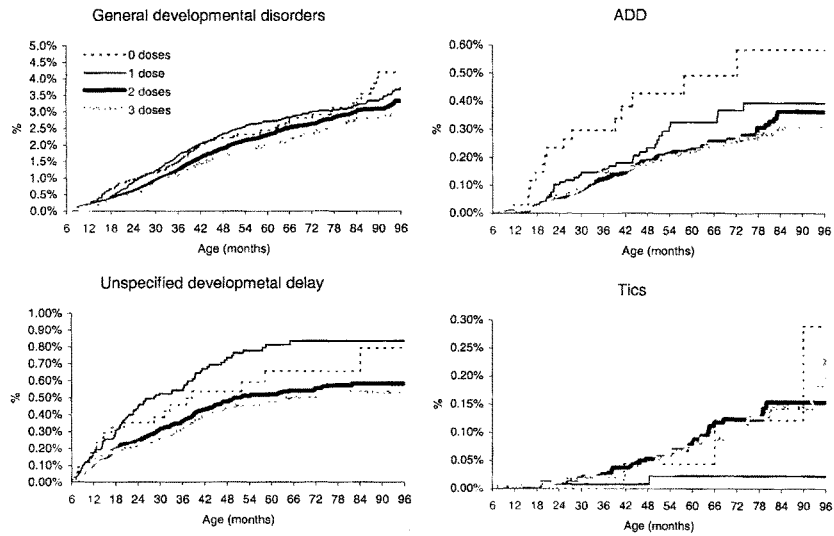 General developmental disorders
5.0%
4.5%
4.0%
3.5%
3.0%
2.5%
2.0%
1.5%
1.0%
0.5%
0.0%
%
0 doses
1 dose
2 doses
3 doses
6 12 18 24 30 36 42 48 54 60 66 72 78 84 90 96
Age (months)
ADD
0.60%
0.50%
0.40%
0.30%
0.20%
0.10%
0.00%
%
6 12 18 24 30 36 42 48 54 60 66 72 78 84 90 96
Age (months)
Unspecified developmetal delay
1.00%
0.90%
0.80%
0.70%
0.60%
0.50%
0.40%
0.30%
0.20%
0.10%
0.00%
%
6 12 18 24 30 36 42 48 54 60 66 72 78 84 90 96
Age (months)
Tics
0.30%
0.25%
0.20%
0.15%
0.10%
0.05%
0.00%
%
6 12 18 24 30 36 42 48 54 60 66 72 78 84 90 96
Age (months)